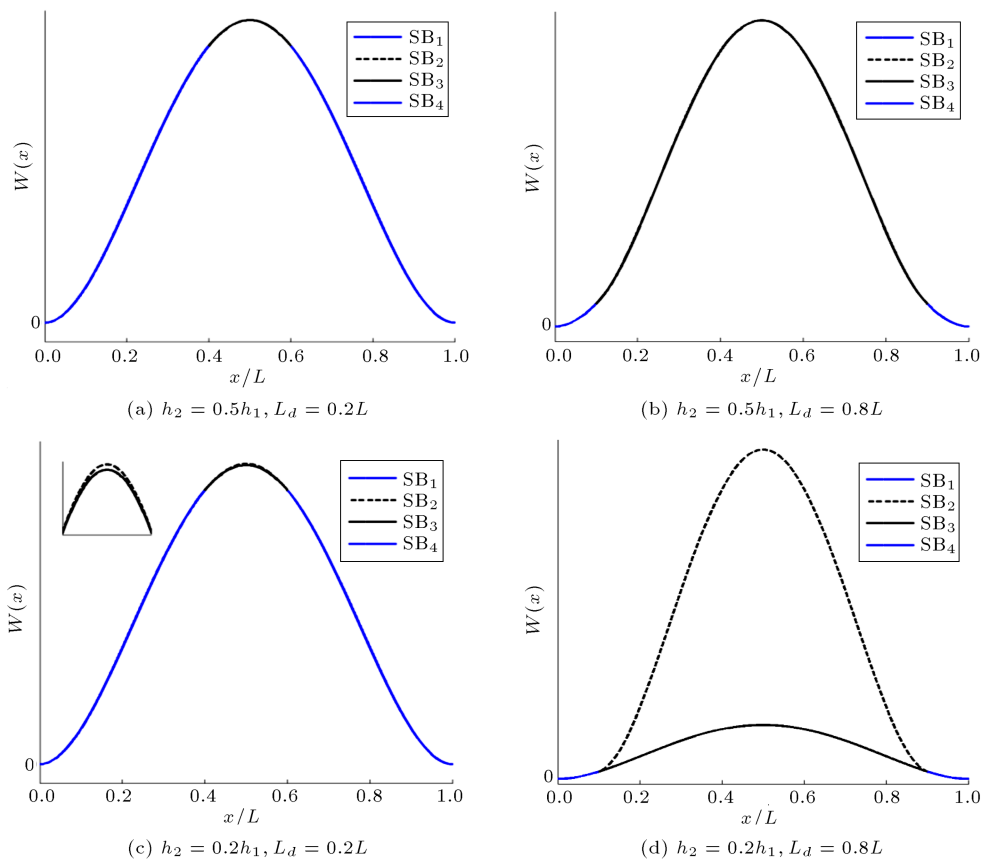 SB₁
SB₂
SB₃
SB₄
W(x)
0
0.0 0.2 0.4 0.6 0.8 1.0
x/L
(a) h₂ = 0.5h₁, L_d = 0.2L
SB₁
SB₂
SB₃
SB₄
W(x)
0
0.0 0.2 0.4 0.6 0.8 1.0
x/L
(b) h₂ = 0.5h₁, L_d = 0.8L
SB₁
SB₂
SB₃
SB₄
W(x)
0
0.0 0.2 0.4 0.6 0.8 1.0
x/L
(c) h₂ = 0.2h₁, L_d = 0.2L
SB₁
SB₂
SB₃
SB₄
W(x)
0
0.0 0.2 0.4 0.6 0.8 1.0
x/L
(d) h₂ = 0.2h₁, L_d = 0.8L